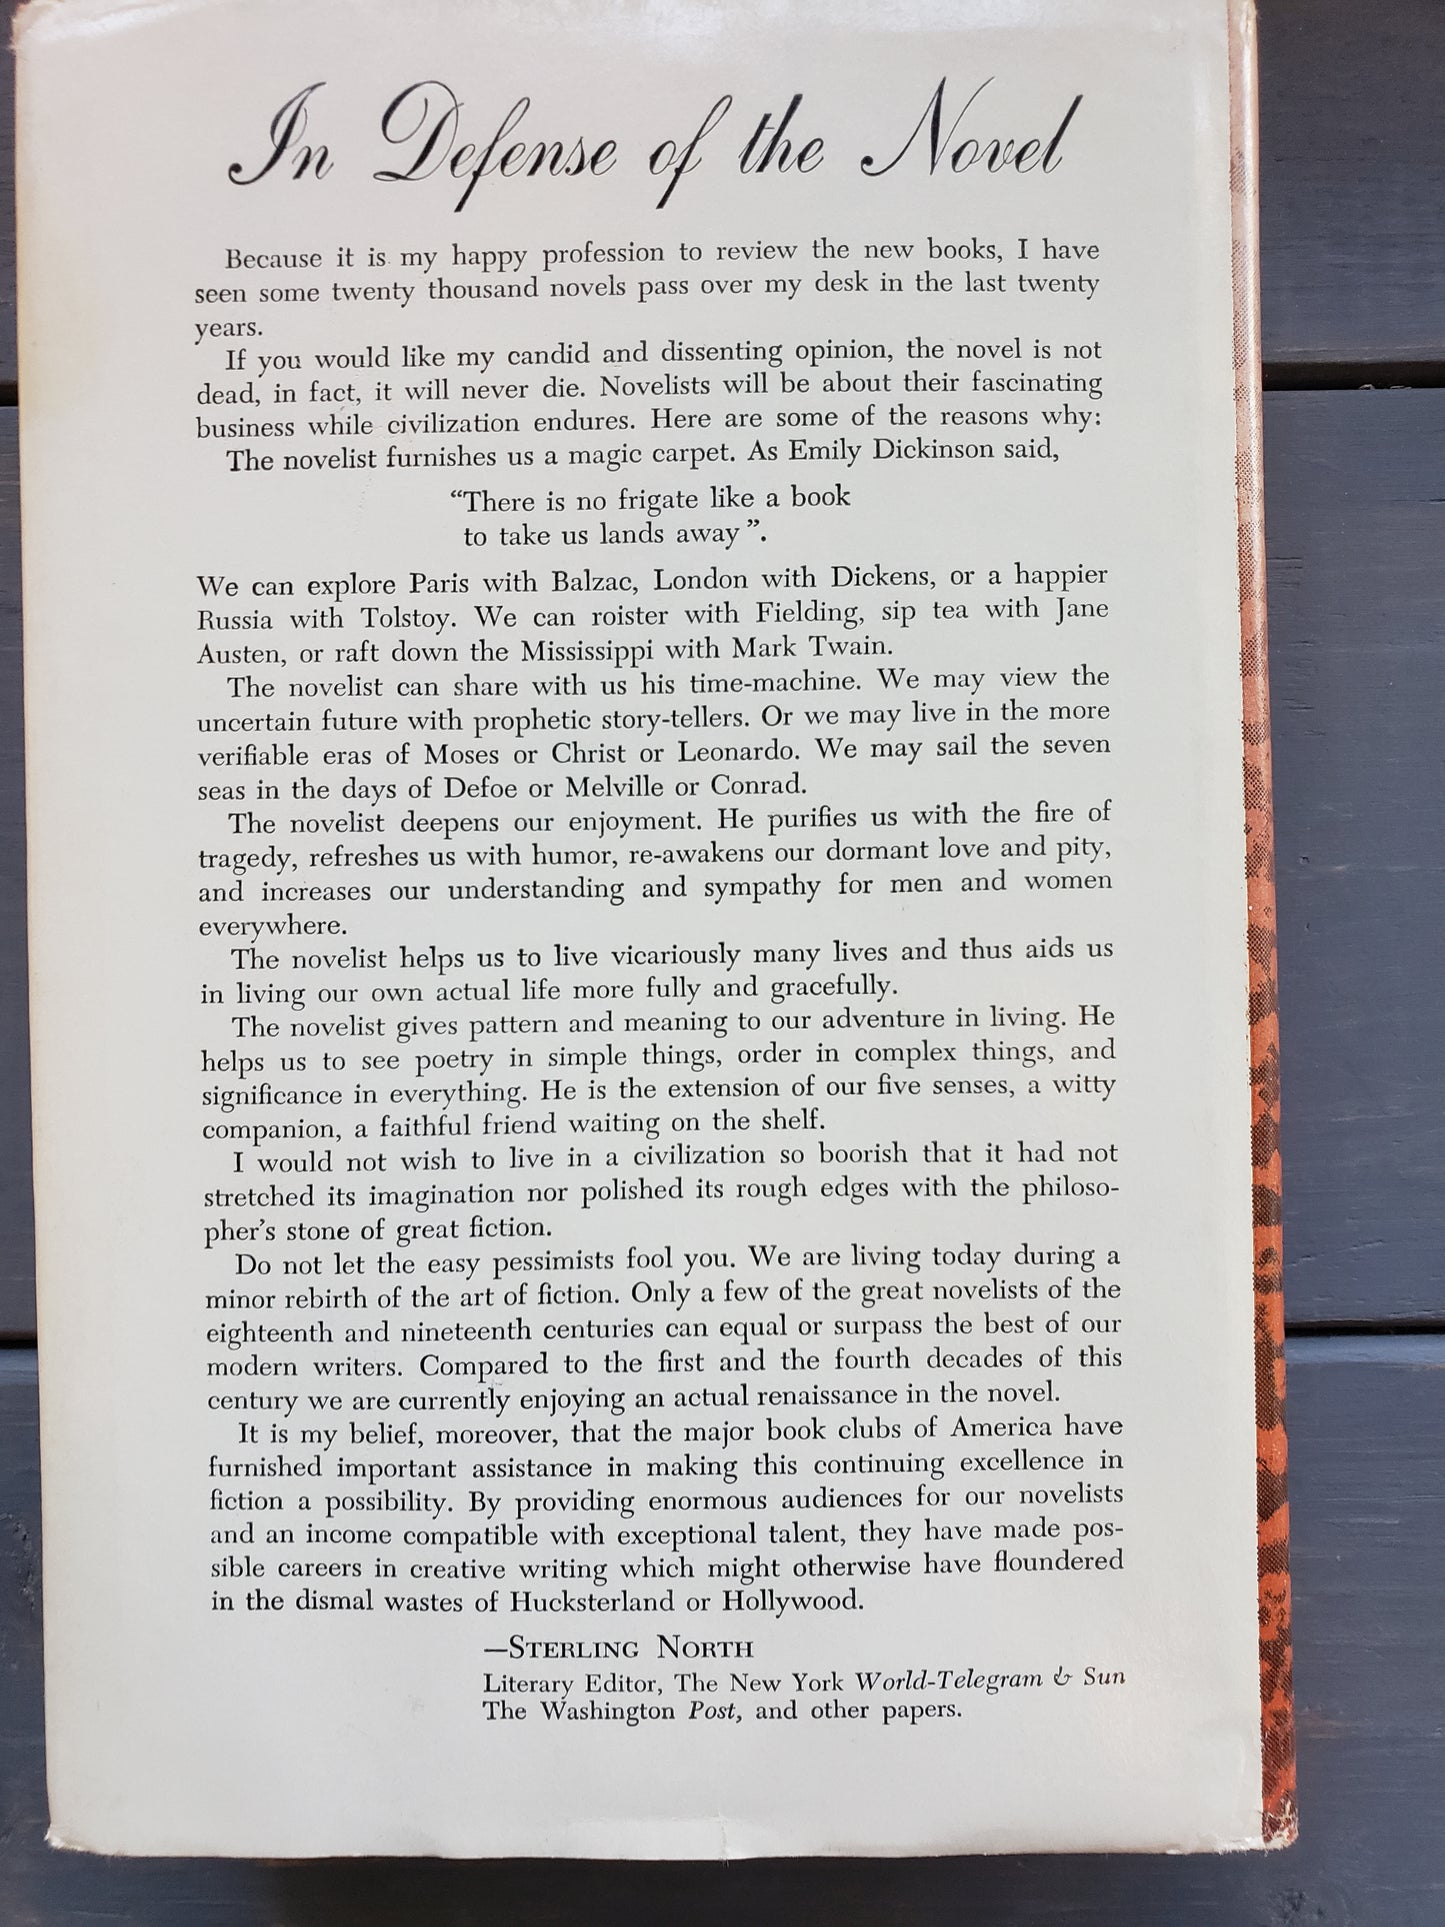 In Defense of the Novel
Because it is my happy profession to review the new books, I have
seen some twenty thousand novels pass over my desk in the last twenty
years.
If you would like my candid and dissenting opinion, the novel is not
dead, in fact, it will never die. Novelists will be about their fascinating
business while civilization endures. Here are some of the reasons why:
The novelist furnishes us a magic carpet. As Emily Dickinson said,
“There is no frigate like a book
to take us lands away”.
We can explore Paris with Balzac, London with Dickens, or a happier
Russia with Tolstoy. We can roister with Fielding, sip tea with Jane
Austen, or raft down the Mississippi with Mark Twain.
The novelist can share with us his time-machine. We may view the
uncertain future with prophetic story-tellers. Or we may live in the more
verifiable eras of Moses or Christ or Leonardo. We may sail the seven
seas in the days of Defoe or Melville or Conrad.
The novelist deepens our enjoyment. He purifies us with the fire of
tragedy, refreshes us with humor, re-awakens our dormant love and pity,
and increases our understanding and sympathy for men and women
everywhere.
The novelist helps us to live vicariously many lives and thus aids us
in living our own actual life more fully and gracefully.
The novelist gives pattern and meaning to our adventure in living. He
helps us to see poetry in simple things, order in complex things, and
significance in everything. He is the extension of our five senses, a witty
companion, a faithful friend waiting on the shelf.
I would not wish to live in a civilization so boorish that it had not
stretched its imagination nor polished its rough edges with the philoso-
pher’s stone of great fiction.
Do not let the easy pessimists fool you. We are living today during a
minor rebirth of the art of fiction. Only a few of the great novelists of the
eighteenth and nineteenth centuries can equal or surpass the best of our
modern writers. Compared to the first and the fourth decades of this
century we are currently enjoying an actual renaissance in the novel.
It is my belief, moreover, that the major book clubs of America have
furnished important assistance in making this continuing excellence in
fiction a possibility. By providing enormous audiences for our novelists
and an income compatible with exceptional talent, they have made pos-
sible careers in creative writing which might otherwise have floundered
in the dismal wastes of Hucksterland or Hollywood.
—STERLING NORTH
Literary Editor, The New York World-Telegram & Sun
The Washington Post, and other papers.